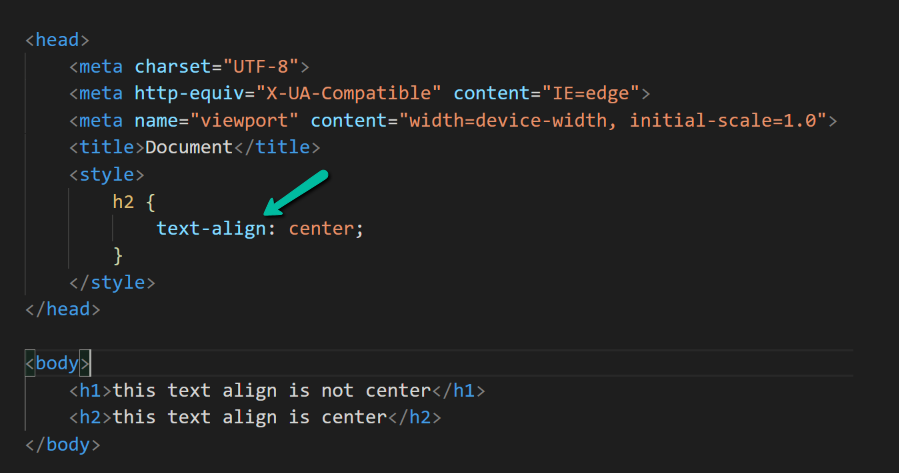 <head>
<meta charset="UTF-8">
<meta http-equiv="X-UA-Compatible" content="IE=edge">
<meta name="viewport" content="width=device-width, initial-scale=1.0">
<title>Document</title>
<style>
h2 {
text-align: center;
}
</style>
</head>
<body>
<h1>this text align is not center</h1>
<h2>this text align is center</h2>
</body>